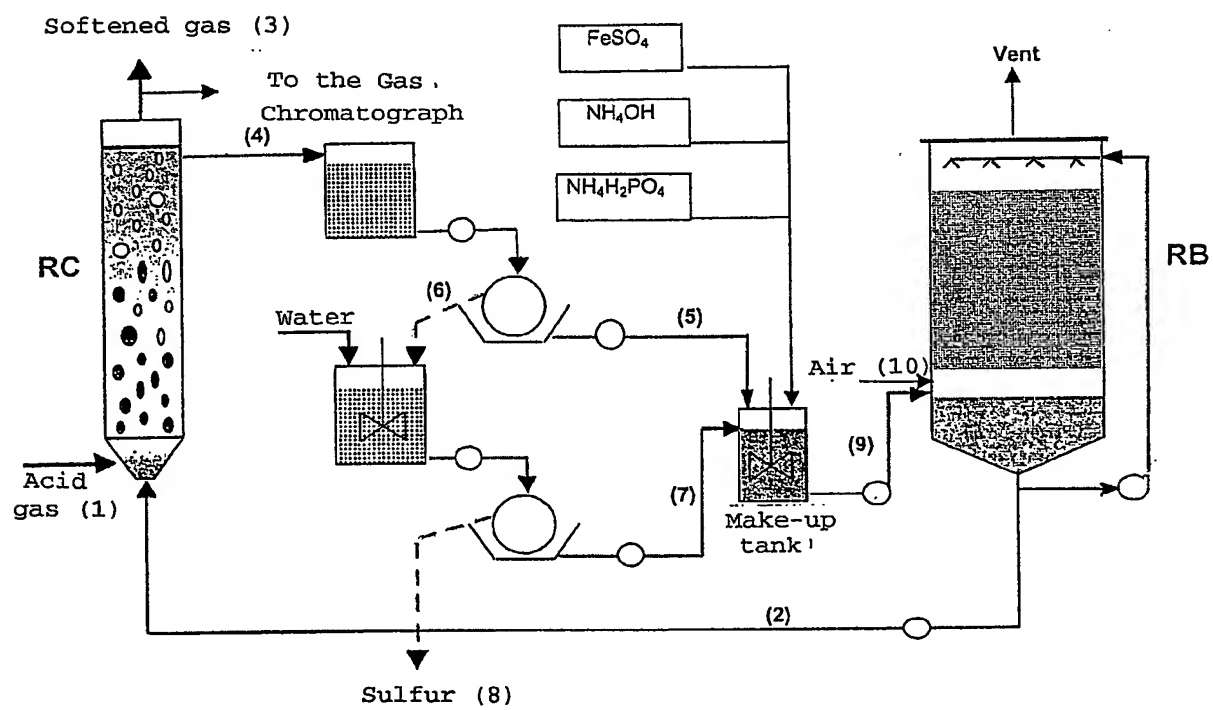 Softened gas (3)
To the Gas
Chromatograph
(4)
FeSO₄
NH₄OH
NH₄H₂PO₄
Vent
RC
RB
(6)
(5)
Water
Air (10)
(9)
Acid
gas (1)
(7)
Make-up
tank
(2)
Sulfur (8)